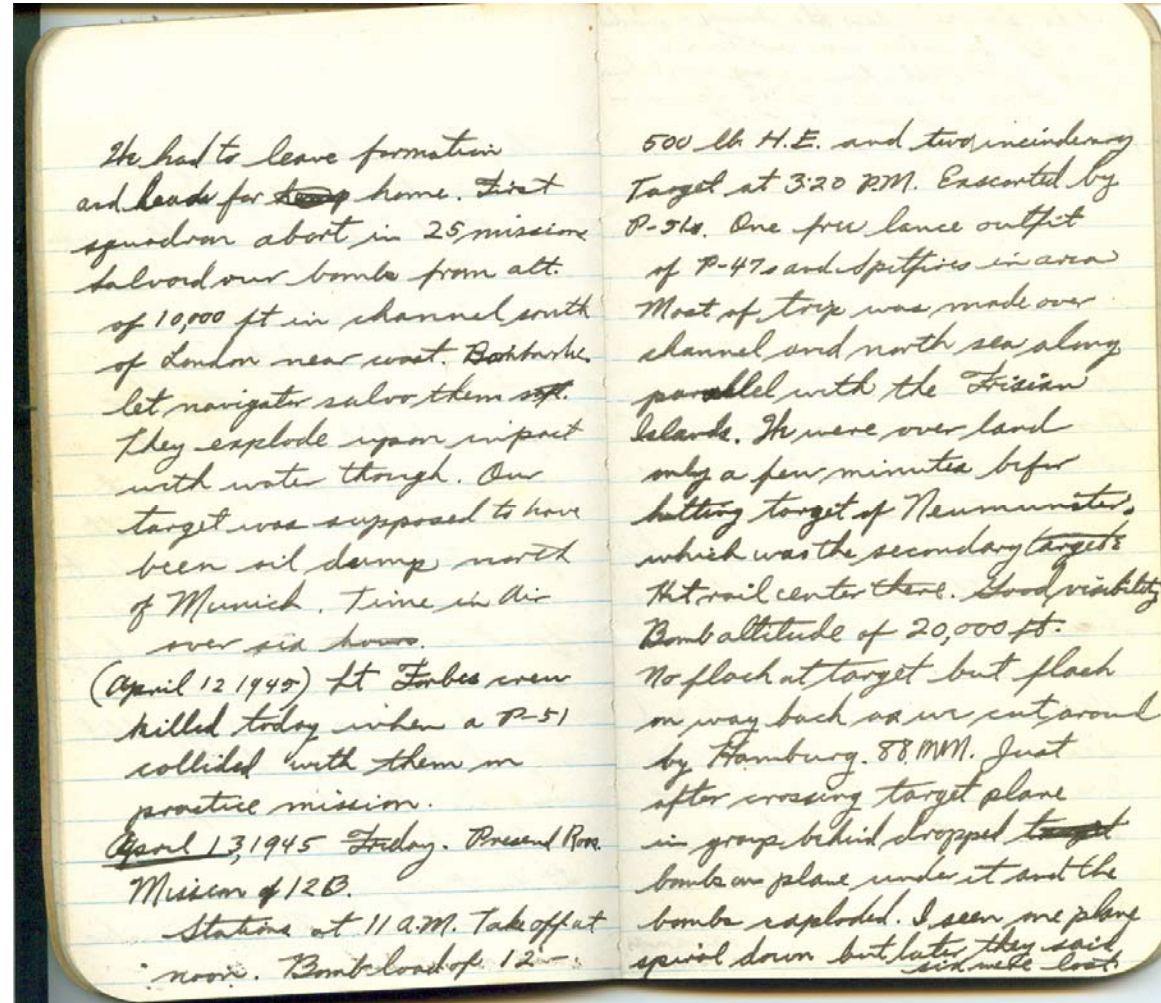 We had to leave formation
and heads for home. First
squadron abort in 25 missions
Salvoed our bombs from alt.
of 10,000 ft in channel south
of London near coast. Bombardier
let navigator salvo them
They explode upon impact
with water though. Our
target was supposed to have
been oil dump north
of Munich. Time in Air
over six hours.
(April 12 1945) Lt Forbes crew
killed today when a P-51
collided with them on
practice mission.
April 13, 1945 Friday.
Mission of 12B.
Stations at 11 A.M. Take off at
noon. Bomb load of 12 -
500 lb. H.E. and two incinderary
Target at 3:20 P.M. Enscorted by
P-51s. One free lance outfit
of P-47s and Spitfires in area
Most of trip was made over
channel and north sea along
parallel with the Frisian
Islands. We were over land
only a few minutes befor
hitting target of Neumunster.
which was the secondary target.
Hit rail center there. Good visibility
Bomb altitude of 20,000 ft.
No flack at target but flack
on way back as we cut around
by Hamburg. 88 MM. Just
after crossing target plane
in group behind dropped
bombs on plane under it and the
bombs exploded. I seen one plane
spiral down but later they said
six were lost.